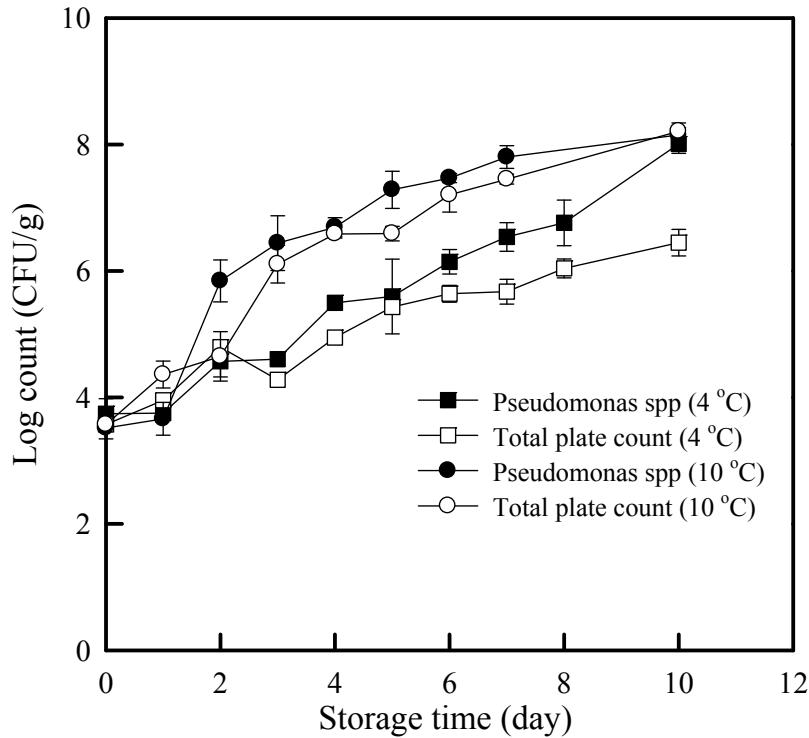 10
8
6
4
2
0
Log count (CFU/g)
Pseudomonas spp (4 °C)
Total plate count (4 °C)
Pseudomonas spp (10 °C)
Total plate count (10 °C)
0 2 4 6 8 10 12
Storage time (day)